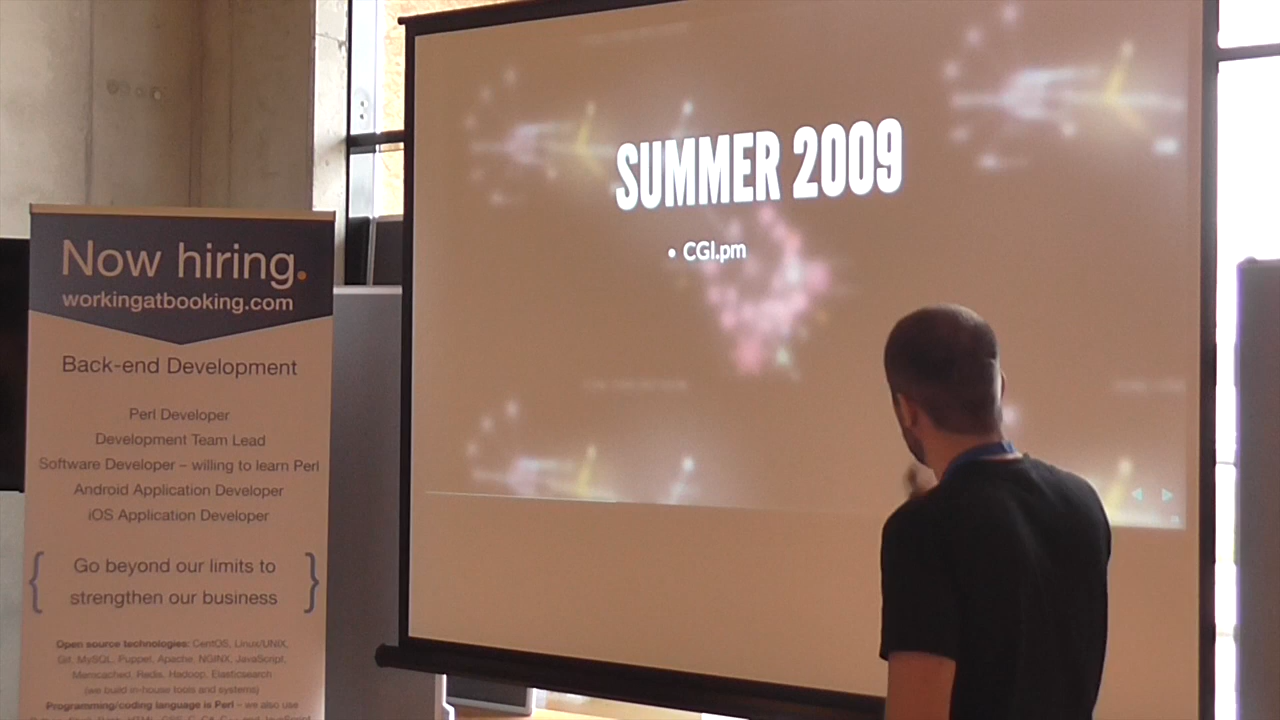 SUMMER 2009
• CGI.pm
Now hiring.
workingatbooking.com
Back-end Development
Perl Developer
Development Team Lead
Software Developer – willing to learn Perl
Android Application Developer
iOS Application Developer
{ Go beyond our limits to
strengthen our business }
Open source technologies: CentOS, Linux/UNIX,
Git, MySQL, Puppet, Apache, NGINX, JavaScript,
Memcached, Redis, Hadoop, Elasticsearch
(we build in-house tools and systems)
Programming/coding language is Perl – we also use